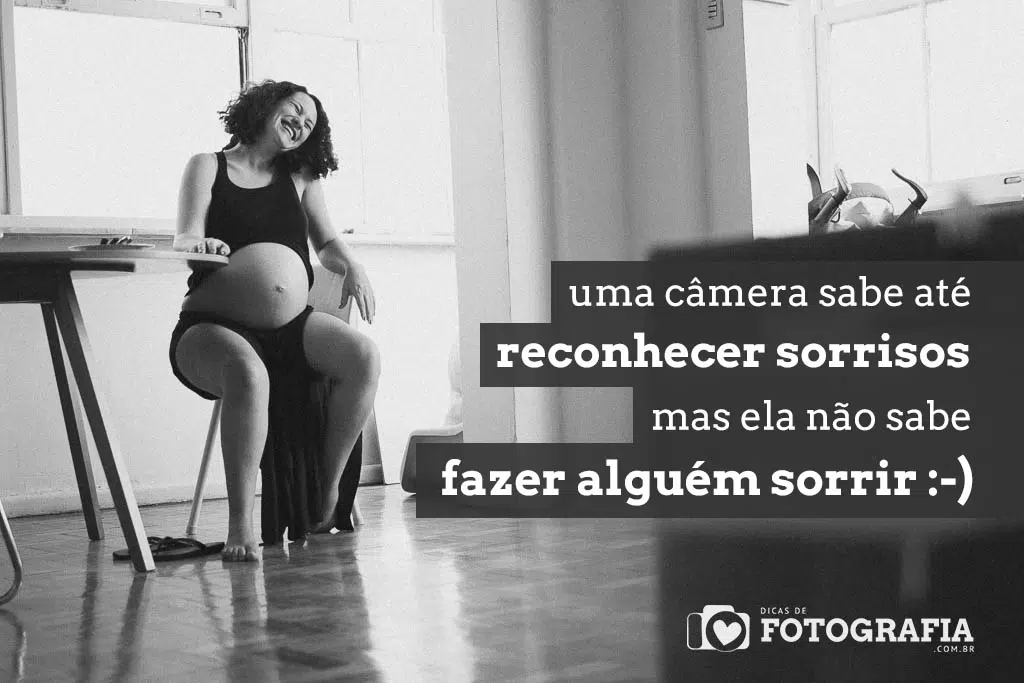 uma câmera sabe até
reconhecer sorrisos
mas ela não sabe
fazer alguém sorrir :-)
DICAS DE
FOTOGRAFIA
.COM.BR